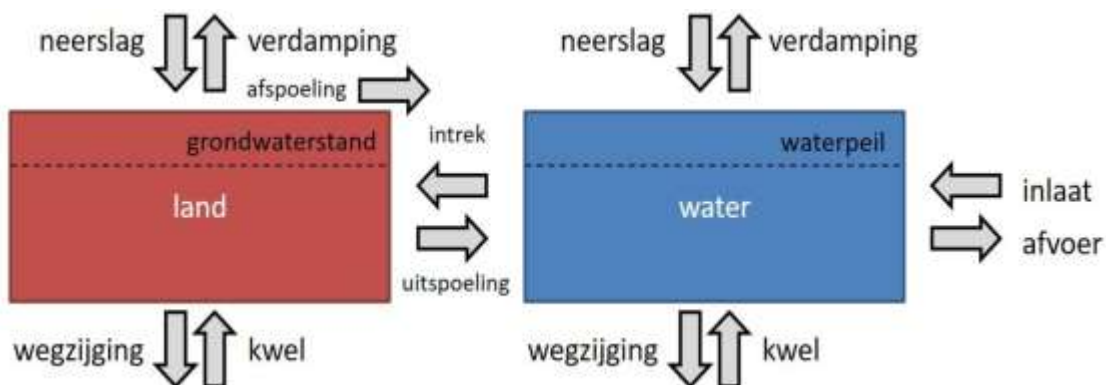 neerslag verdamping neerslag verdamping
afspoeling
grondwaterstand intrek waterpeil
land water inlaat
afvoer
uitspoeling
wegzijging kwel wegzijging kwel